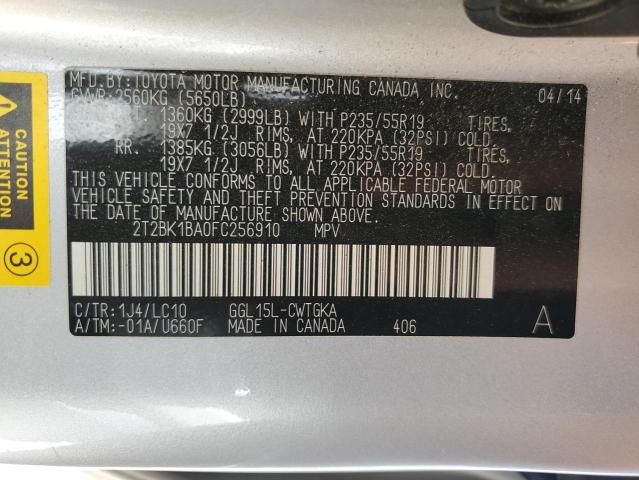 MFD.BY:TOYOTA MOTOR MANUFACTURING CANADA INC. 04/14
GVWR 2560KG (5650LB)
1360KG (2999LB) WITH P235/55R19 TIRES,
19X7 1/2J RIMS, AT 220KPA (32PSI) COLD
RR. 1385KG (3056LB) WITH P235/55R19 TIRES,
19X7 1/2J RIMS, AT 220KPA (32PSI) COLD.
THIS VEHICLE CONFORMS TO ALL APPLICABLE FEDERAL MOTOR
VEHICLE SAFETY AND THEFT PREVENTION STANDARDS IN EFFECT ON
THE DATE OF MANUFACTURE SHOWN ABOVE.
2T2BK1BA0FC256910 MPV
C/TR:1J4/LC10 GGL15L-CWTGKA
A/TM:-01A/U660F MADE IN CANADA 406 A
CAUTION
3